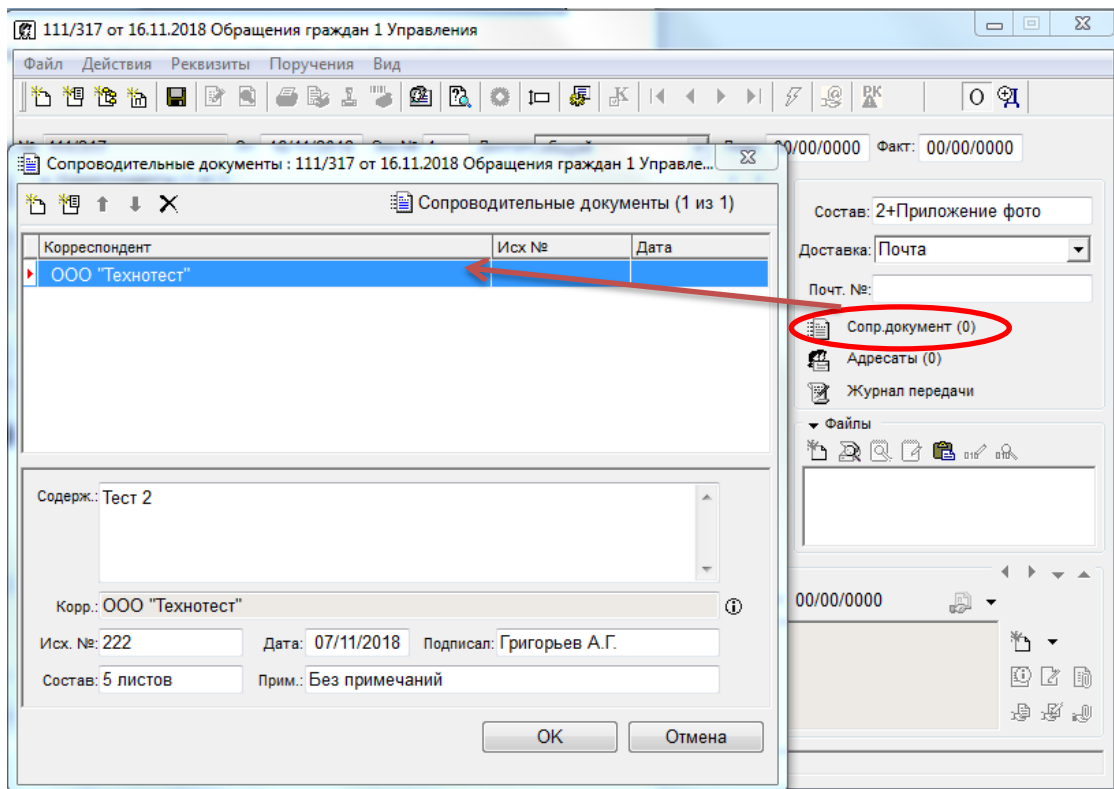 111/317 от 16.11.2018 Обращения граждан 1 Управления
Файл Действия Реквизиты Поручения Вид
РК
О
00/00/0000 Факт: 00/00/0000
Сопроводительные документы : 111/317 от 16.11.2018 Обращения граждан 1 Управле...
Сопроводительные документы (1 из 1)
Корреспондент Исх № Дата
ООО "Технотест"
Содерж.: Тест 2
Корр.: ООО "Технотест"
Исх. №: 222 Дата: 07/11/2018 Подписал: Григорьев А.Г.
Состав: 5 листов Прим.: Без примечаний
OK Отмена
Состав: 2+Приложение фото
Доставка: Почта
Почт. №:
Сопр.документ (0)
Адресаты (0)
Журнал передачи
Файлы
00/00/0000